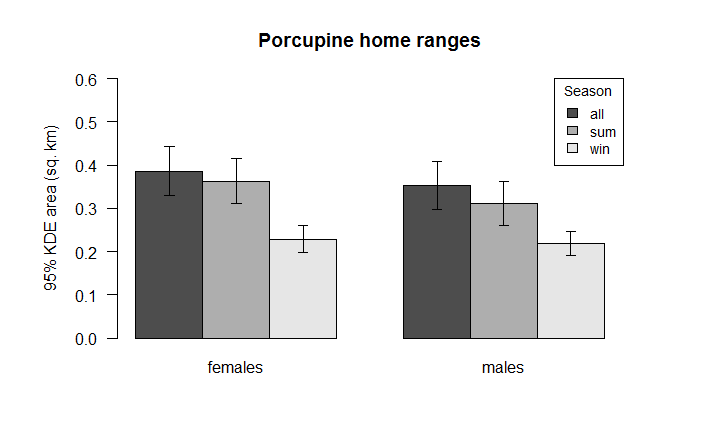 Porcupine home ranges
95% KDE area (sq. km)
0.6
0.5
0.4
0.3
0.2
0.1
0.0
Season
all
sum
win
females
males